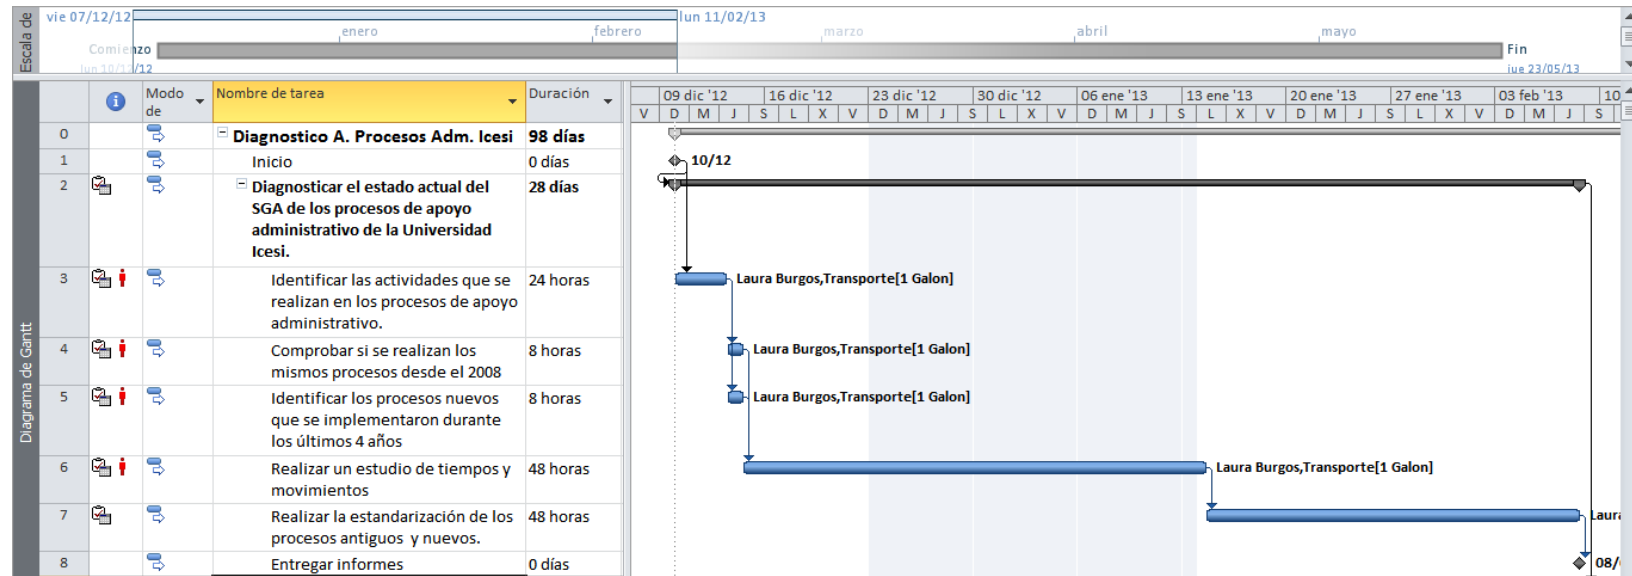 Escala de
vie 07/12/12
lun 11/02/13
enero
febrero
marzo
abril
mayo
Comienzo
lun 10/12/12
Fin
jue 23/05/13
Diagrama de Gantt
Modo de
Nombre de tarea
Duración
09 dic '12 16 dic '12 23 dic '12 30 dic '12 06 ene '13 13 ene '13 20 ene '13 27 ene '13 03 feb '13 10
V D M J S L X V D M J S L X V D M J S L X V D M J S L X V D M J S
0 Diagnostico A. Procesos Adm. Icesi 98 días
1 Inicio 0 días
10/12
2 Diagnosticar el estado actual del 28 días
SGA de los procesos de apoyo
administrativo de la Universidad
Icesi.
3 Identificar las actividades que se 24 horas
realizan en los procesos de apoyo
administrativo.
Laura Burgos,Transporte[1 Galon]
4 Comprobar si se realizan los 8 horas
mismos procesos desde el 2008
Laura Burgos,Transporte[1 Galon]
5 Identificar los procesos nuevos 8 horas
que se implementaron durante
los últimos 4 años
Laura Burgos,Transporte[1 Galon]
6 Realizar un estudio de tiempos y 48 horas
movimientos
Laura Burgos,Transporte[1 Galon]
7 Realizar la estandarización de los 48 horas
procesos antiguos y nuevos.
Laura
8 Entregar informes 0 días
08/